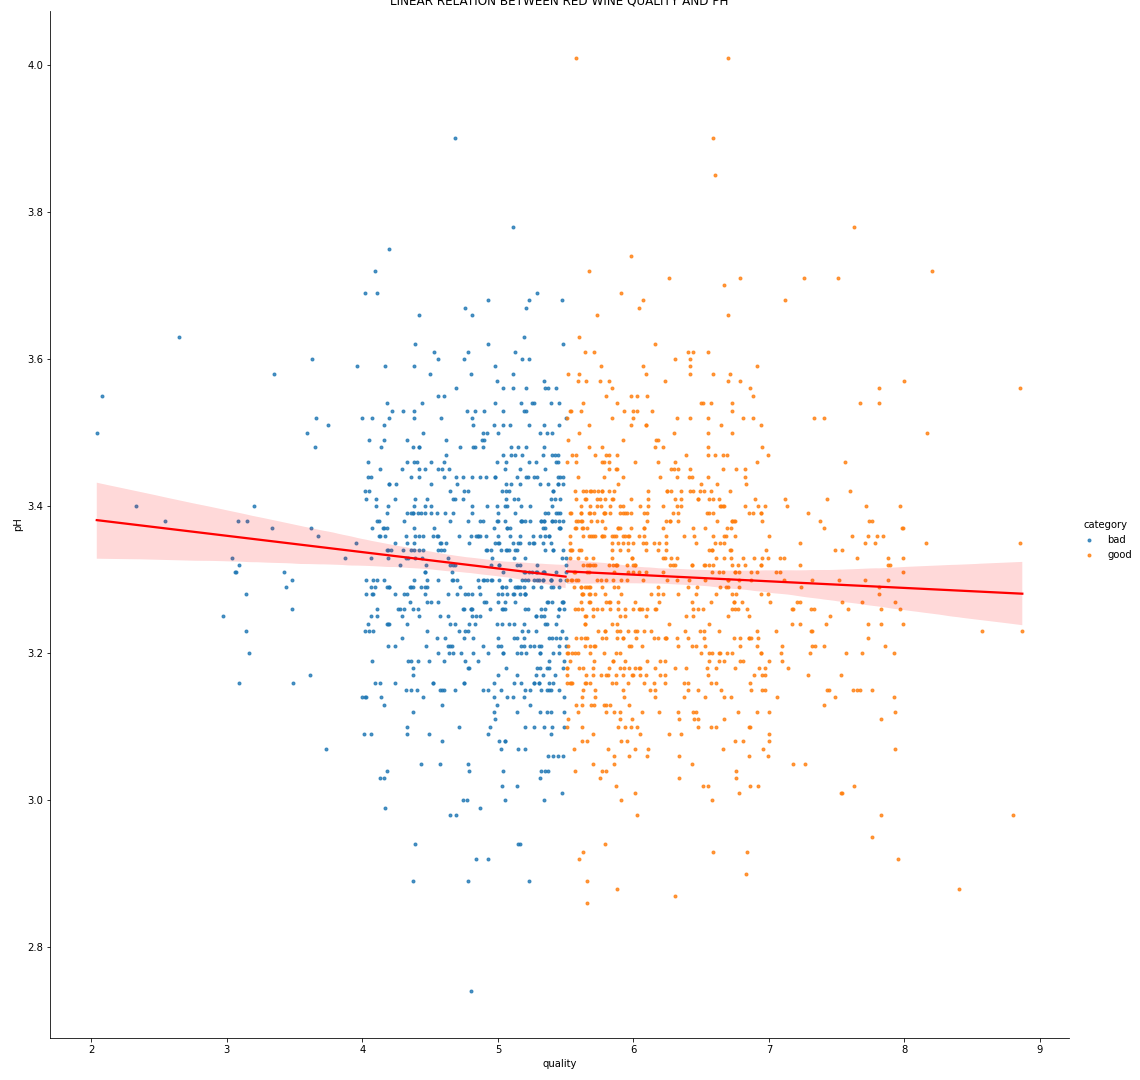 LINEAR RELATION BETWEEN RED WINE QUALITY AND PH
4.0
3.8
3.6
3.4
3.2
3.0
2.8
pH
category
bad
good
2 3 4 5 6 7 8 9
quality